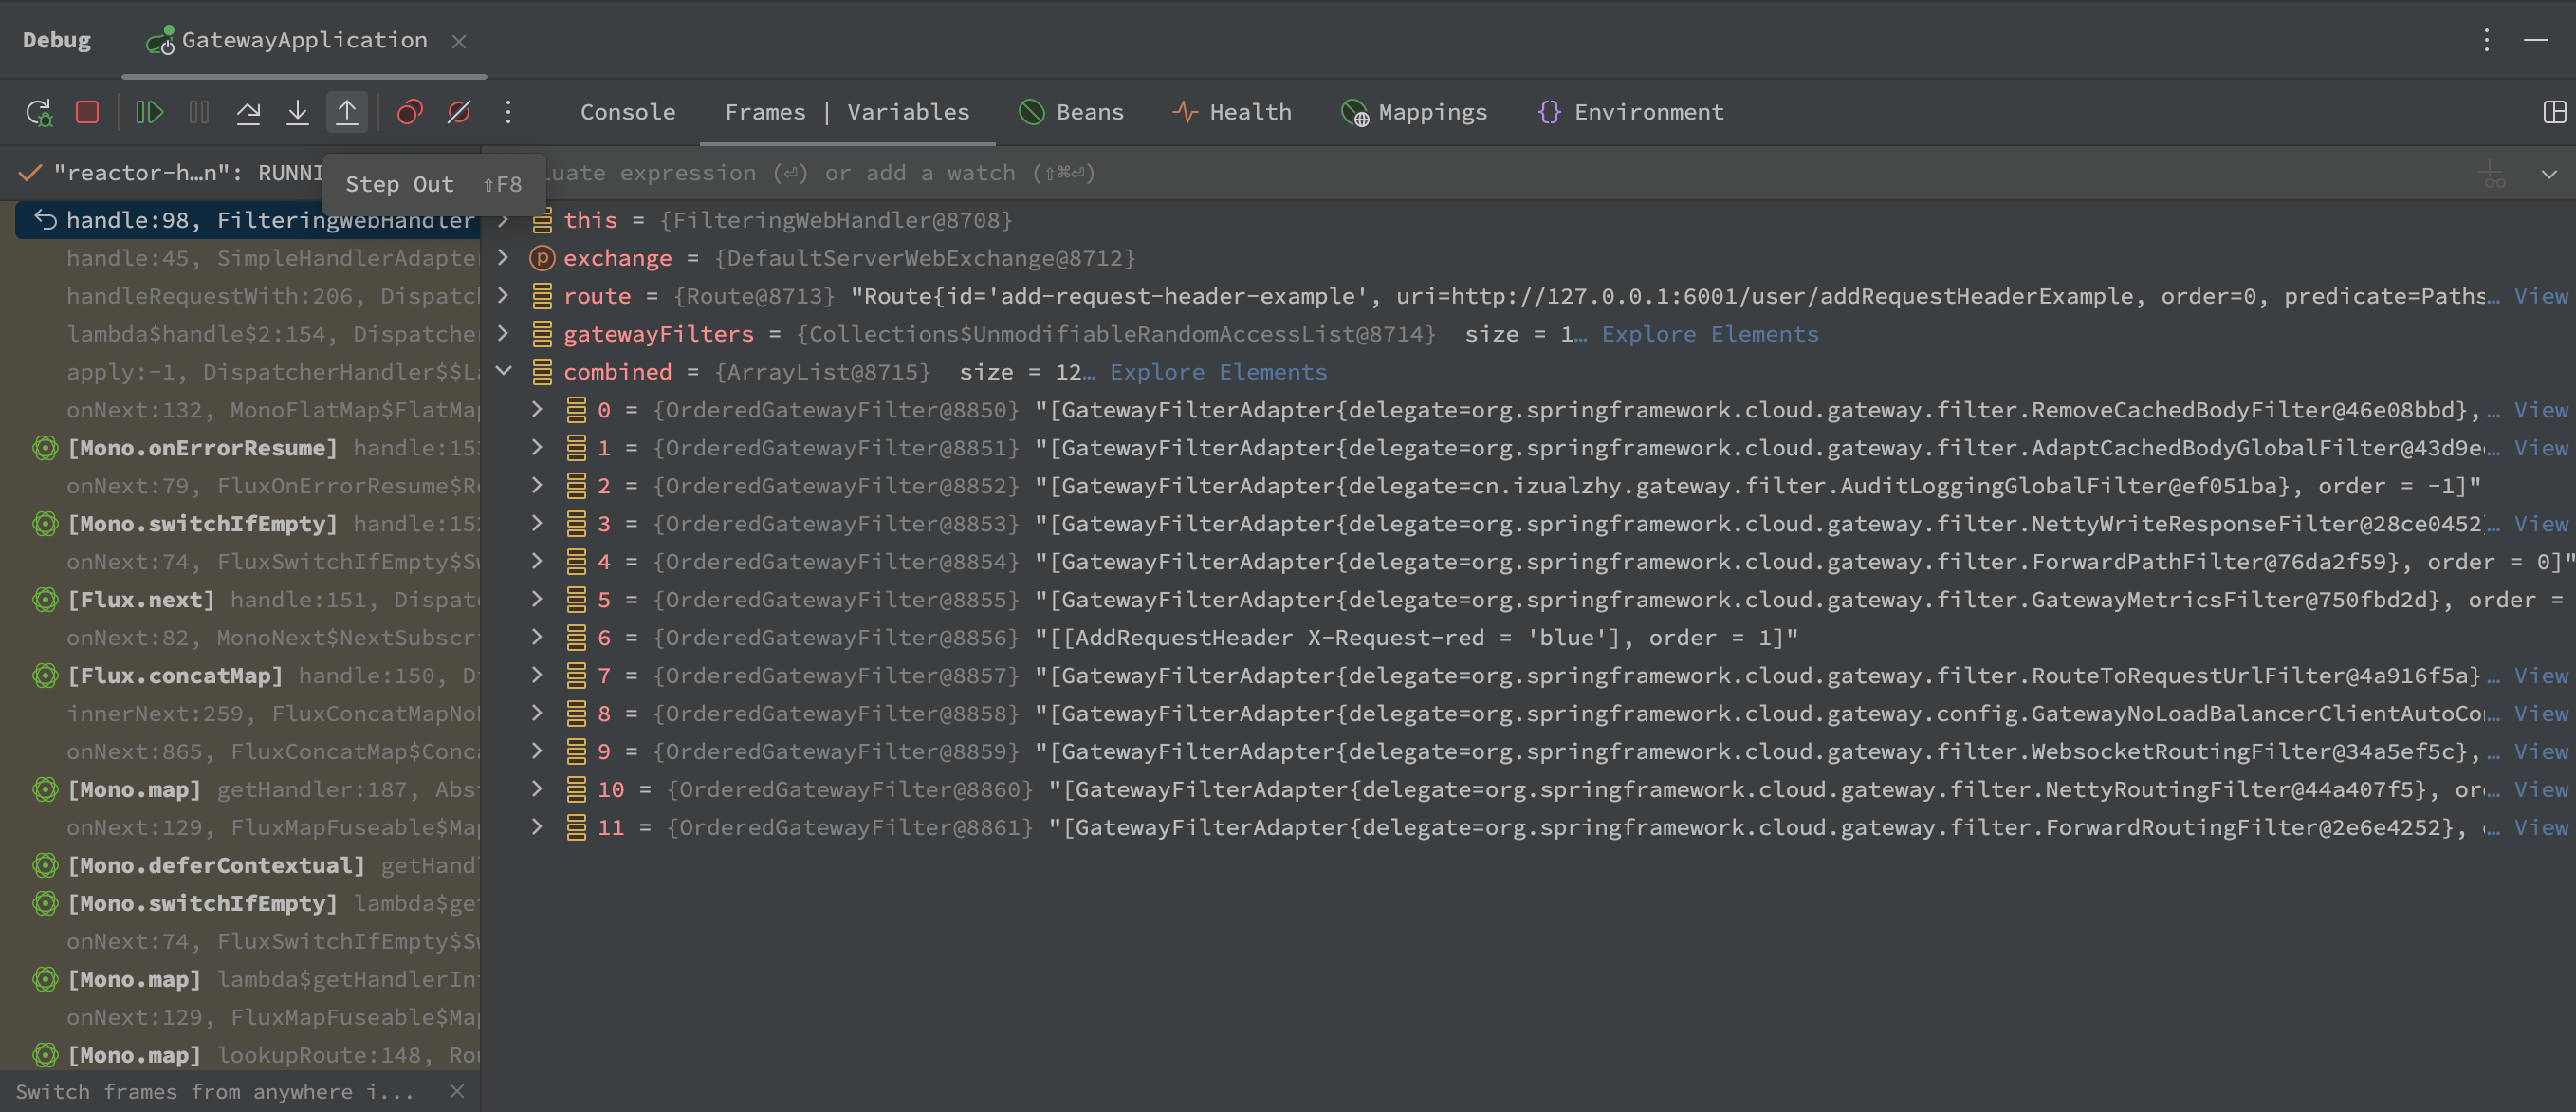 Debug GatewayApplication
Console Frames | Variables Beans Health Mappings Environment
"reactor-h…n": RUNNI
Step Out ⇧F8
uate expression (⏎) or add a watch (⇧⌘⏎)
handle:98, FilteringWebHandler
handle:45, SimpleHandlerAdapter
handleRequestWith:206, Dispatch
lambda$handle$2:154, Dispatcher
apply:-1, DispatcherHandler$$La
onNext:132, MonoFlatMap$FlatMap
[Mono.onErrorResume] handle:153
onNext:79, FluxOnErrorResume$Re
[Mono.switchIfEmpty] handle:152
onNext:74, FluxSwitchIfEmpty$Sw
[Flux.next] handle:151, Dispatc
onNext:82, MonoNext$NextSubscr
[Flux.concatMap] handle:150, D
innerNext:259, FluxConcatMapNo
onNext:865, FluxConcatMap$Conca
[Mono.map] getHandler:187, Abs
onNext:129, FluxMapFuseable$Map
[Mono.deferContextual] getHand
[Mono.switchIfEmpty] lambda$ge
onNext:74, FluxSwitchIfEmpty$Sw
[Mono.map] lambda$getHandlerIn
onNext:129, FluxMapFuseable$Map
[Mono.map] lookupRoute:148, Rou
Switch frames from anywhere i...
this = {FilteringWebHandler@8708}
exchange = {DefaultServerWebExchange@8712}
route = {Route@8713} "Route{id='add-request-header-example', uri=http://127.0.0.1:6001/user/addRequestHeaderExample, order=0, predicate=Paths… View
gatewayFilters = {Collections$UnmodifiableRandomAccessList@8714} size = 1… Explore Elements
combined = {ArrayList@8715} size = 12… Explore Elements
0 = {OrderedGatewayFilter@8850} "[GatewayFilterAdapter{delegate=org.springframework.cloud.gateway.filter.RemoveCachedBodyFilter@46e08bbd},… View
1 = {OrderedGatewayFilter@8851} "[GatewayFilterAdapter{delegate=org.springframework.cloud.gateway.filter.AdaptCachedBodyGlobalFilter@43d9e… View
2 = {OrderedGatewayFilter@8852} "[GatewayFilterAdapter{delegate=cn.izualzhy.gateway.filter.AuditLoggingGlobalFilter@ef051ba}, order = -1]"
3 = {OrderedGatewayFilter@8853} "[GatewayFilterAdapter{delegate=org.springframework.cloud.gateway.filter.NettyWriteResponseFilter@28ce0452… View
4 = {OrderedGatewayFilter@8854} "[GatewayFilterAdapter{delegate=org.springframework.cloud.gateway.filter.ForwardPathFilter@76da2f59}, order = 0]"
5 = {OrderedGatewayFilter@8855} "[GatewayFilterAdapter{delegate=org.springframework.cloud.gateway.filter.GatewayMetricsFilter@750fbd2d}, order =
6 = {OrderedGatewayFilter@8856} "[[AddRequestHeader X-Request-red = 'blue'], order = 1]"
7 = {OrderedGatewayFilter@8857} "[GatewayFilterAdapter{delegate=org.springframework.cloud.gateway.filter.RouteToRequestUrlFilter@4a916f5a}… View
8 = {OrderedGatewayFilter@8858} "[GatewayFilterAdapter{delegate=org.springframework.cloud.gateway.config.GatewayNoLoadBalancerClientAutoCo… View
9 = {OrderedGatewayFilter@8859} "[GatewayFilterAdapter{delegate=org.springframework.cloud.gateway.filter.WebsocketRoutingFilter@34a5ef5c},… View
10 = {OrderedGatewayFilter@8860} "[GatewayFilterAdapter{delegate=org.springframework.cloud.gateway.filter.NettyRoutingFilter@44a407f5}, or… View
11 = {OrderedGatewayFilter@8861} "[GatewayFilterAdapter{delegate=org.springframework.cloud.gateway.filter.ForwardRoutingFilter@2e6e4252}, … View